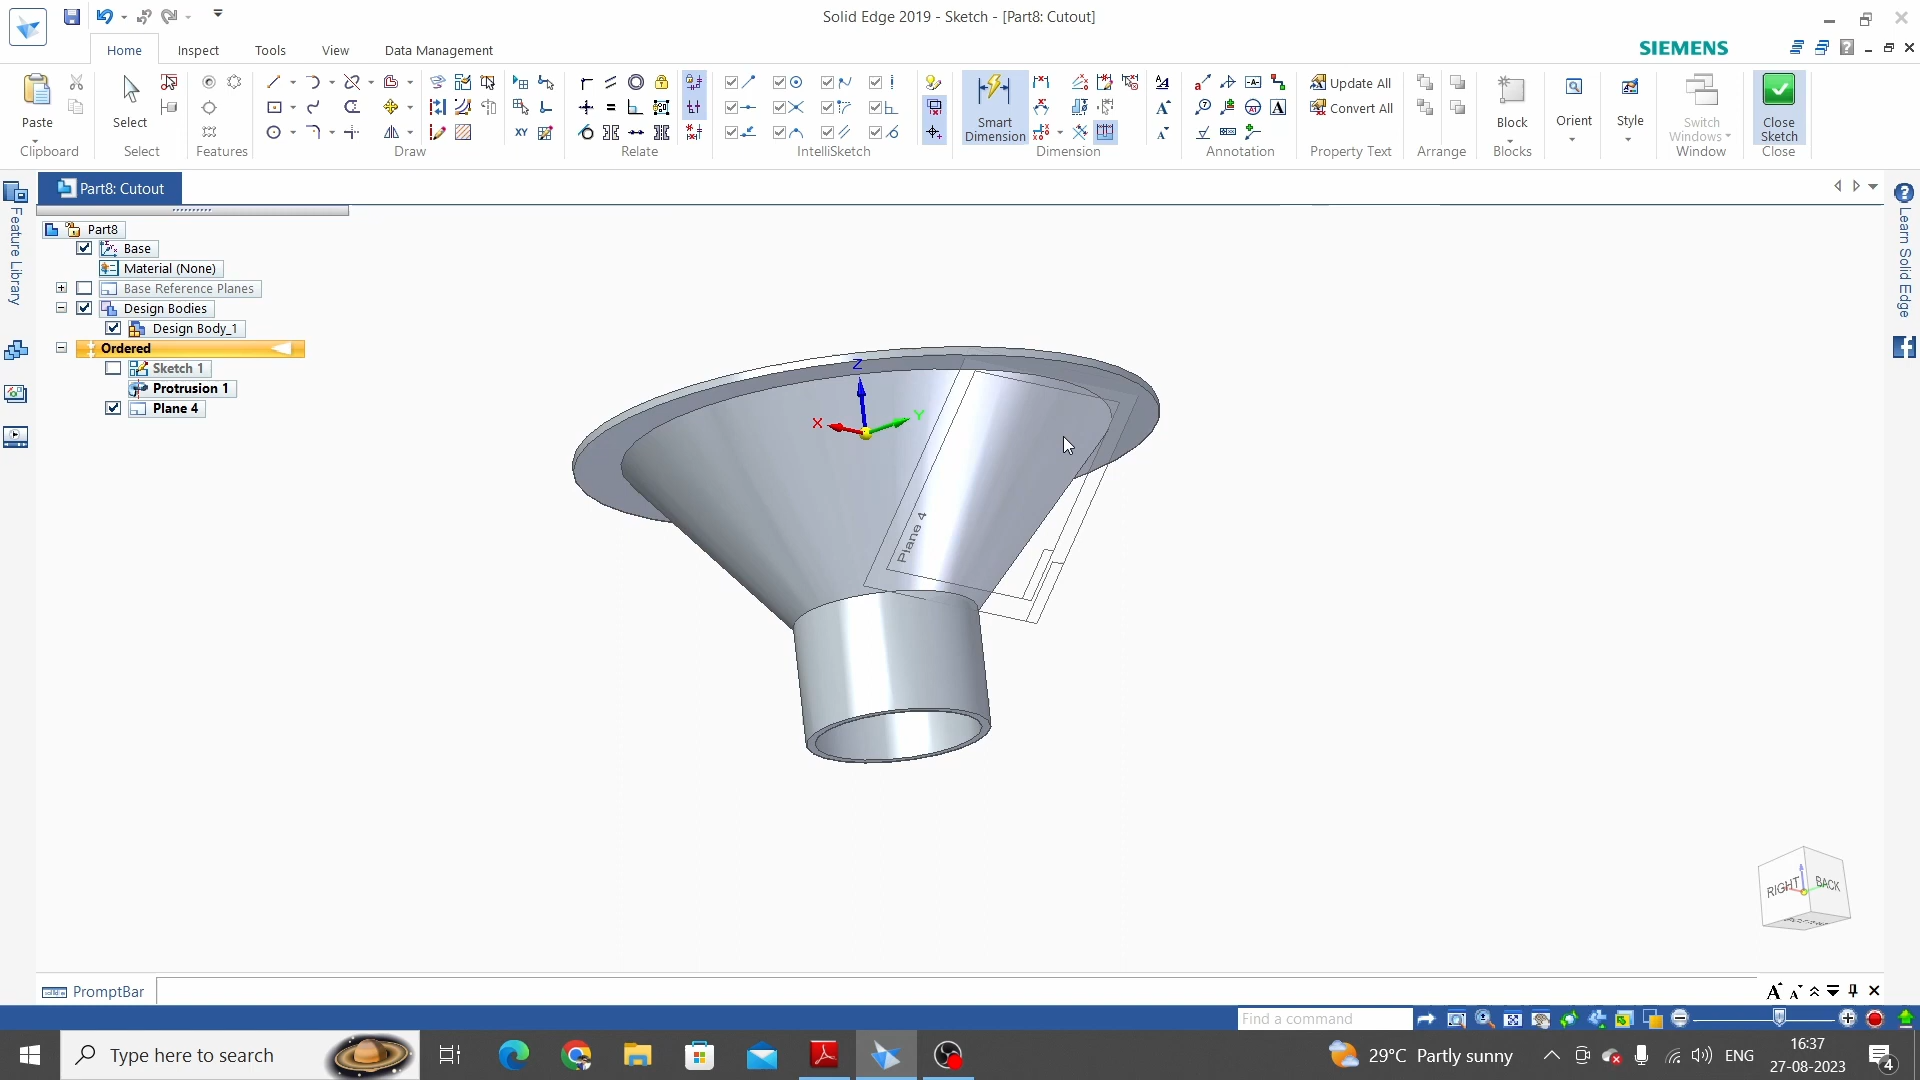 Solid Edge 2019 - Sketch - [Part8: Cutout]
Home Inspect Tools View Data Management
SIEMENS
Paste
Select
Smart Dimension
Update All
Convert All
Block
Orient
Style
Switch Windows
Close Sketch
Clipboard Select Features Draw Relate IntelliSketch Dimension Annotation Property Text Arrange Blocks Window Close
Part8: Cutout
Feature Library
Learn Solid Edge
Part8
Base
Material (None)
Base Reference Planes
Design Bodies
Design Body_1
Ordered
Sketch 1
Protrusion 1
Plane 4
Z
X
Y
Plane 4
RIGHT
BACK
PromptBar
Find a command
Type here to search
29°C Partly sunny
ENG
16:37
27-08-2023
4